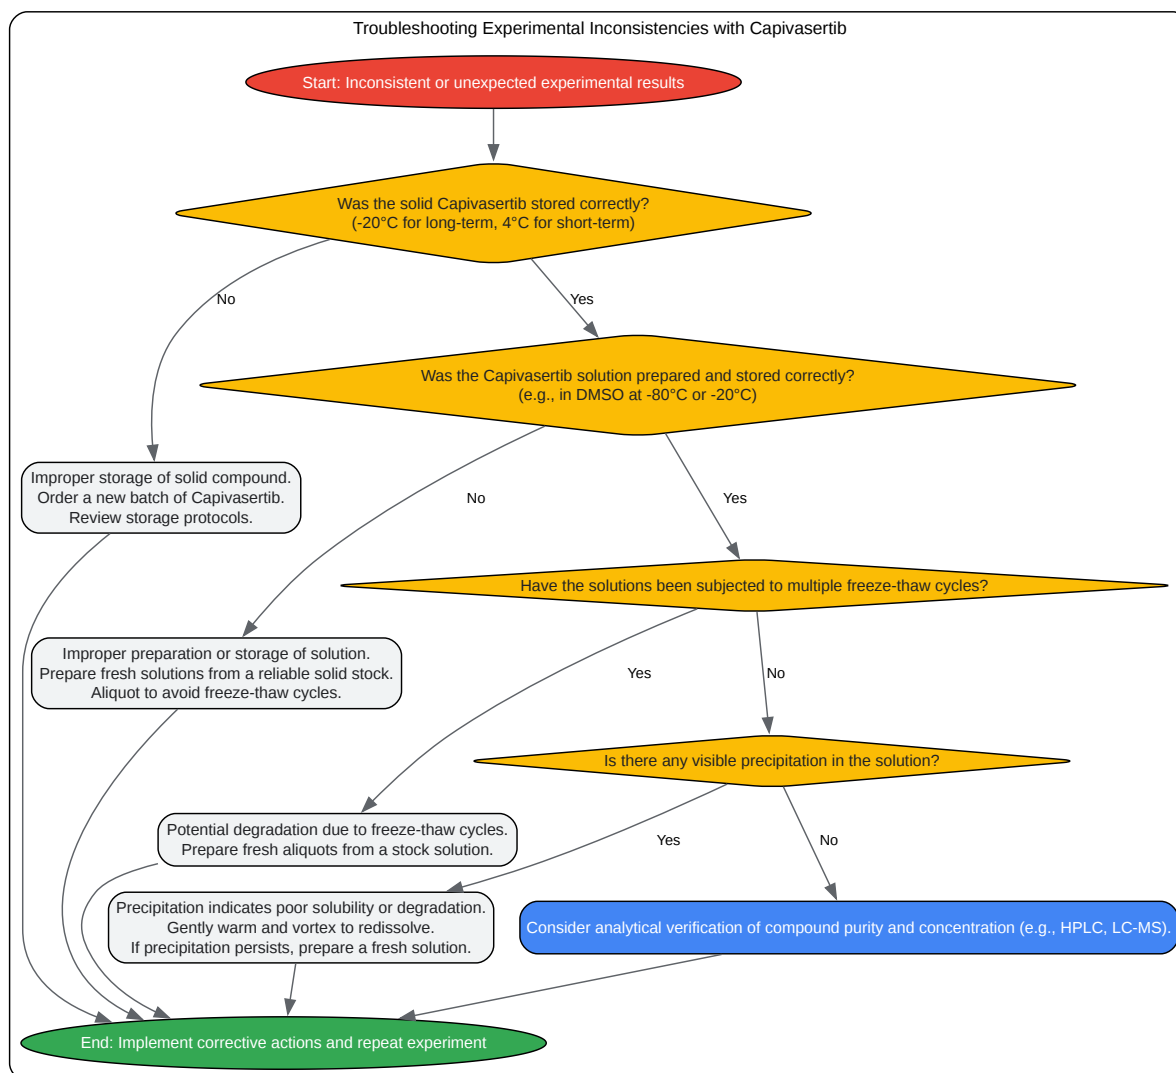 Troubleshooting Experimental Inconsistencies with Capivasertib
Start: Inconsistent or unexpected experimental results
Was the solid Capivasertib stored correctly?
(-20°C for long-term, 4°C for short-term)
No
Yes
Was the Capivasertib solution prepared and stored correctly?
(e.g., in DMSO at -80°C or -20°C)
Improper storage of solid compound.
Order a new batch of Capivasertib.
Review storage protocols.
No
Yes
Have the solutions been subjected to multiple freeze-thaw cycles?
Improper preparation or storage of solution.
Prepare fresh solutions from a reliable solid stock.
Aliquot to avoid freeze-thaw cycles.
Yes
No
Is there any visible precipitation in the solution?
Potential degradation due to freeze-thaw cycles.
Prepare fresh aliquots from a stock solution.
Yes
No
Precipitation indicates poor solubility or degradation.
Gently warm and vortex to redissolve.
If precipitation persists, prepare a fresh solution.
Consider analytical verification of compound purity and concentration (e.g., HPLC, LC-MS).
End: Implement corrective actions and repeat experiment